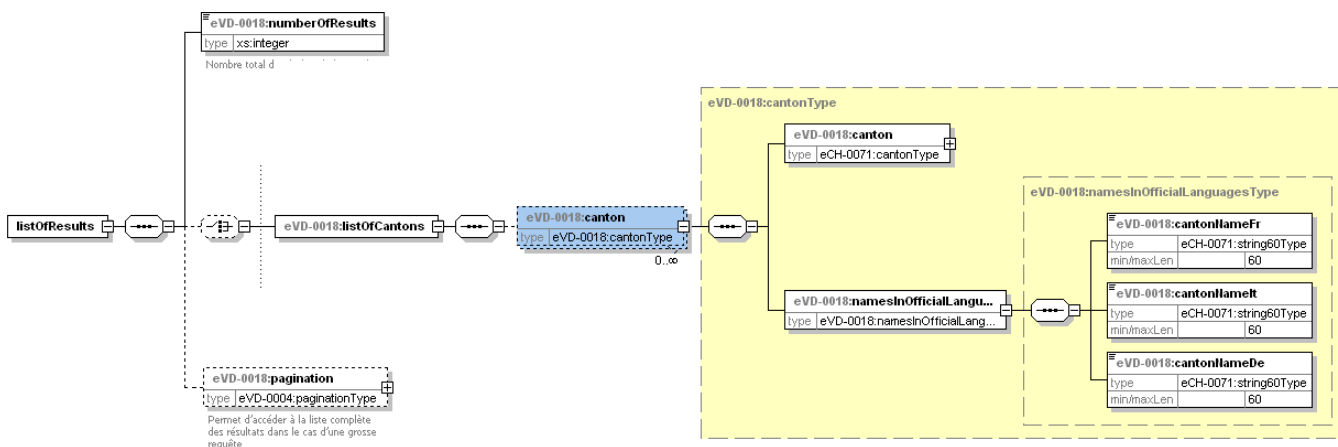 eVD-0018:numberOfResults
type xs:integer
Nombre total d
eVD-0018:cantonType
eVD-0018:canton
type eCH-0071:cantonType
eVD-0018:namesInOfficialLanguagesType
listOfResults
eVD-0018:listOfCantons
eVD-0018:canton
type eVD-0018:cantonType
0..∞
eVD-0018:cantonNameFr
type eCH-0071:string60Type
min/maxLen 60
eVD-0018:namesInOfficialLangu...
type eVD-0018:namesInOfficialLang...
eVD-0018:cantonNameIt
type eCH-0071:string60Type
min/maxLen 60
eVD-0018:cantonNameDe
type eCH-0071:string60Type
min/maxLen 60
eVD-0018:pagination
type eVD-0004:paginationType
Permet d'accéder à la liste complète
des résultats dans le cas d'une grosse
requête